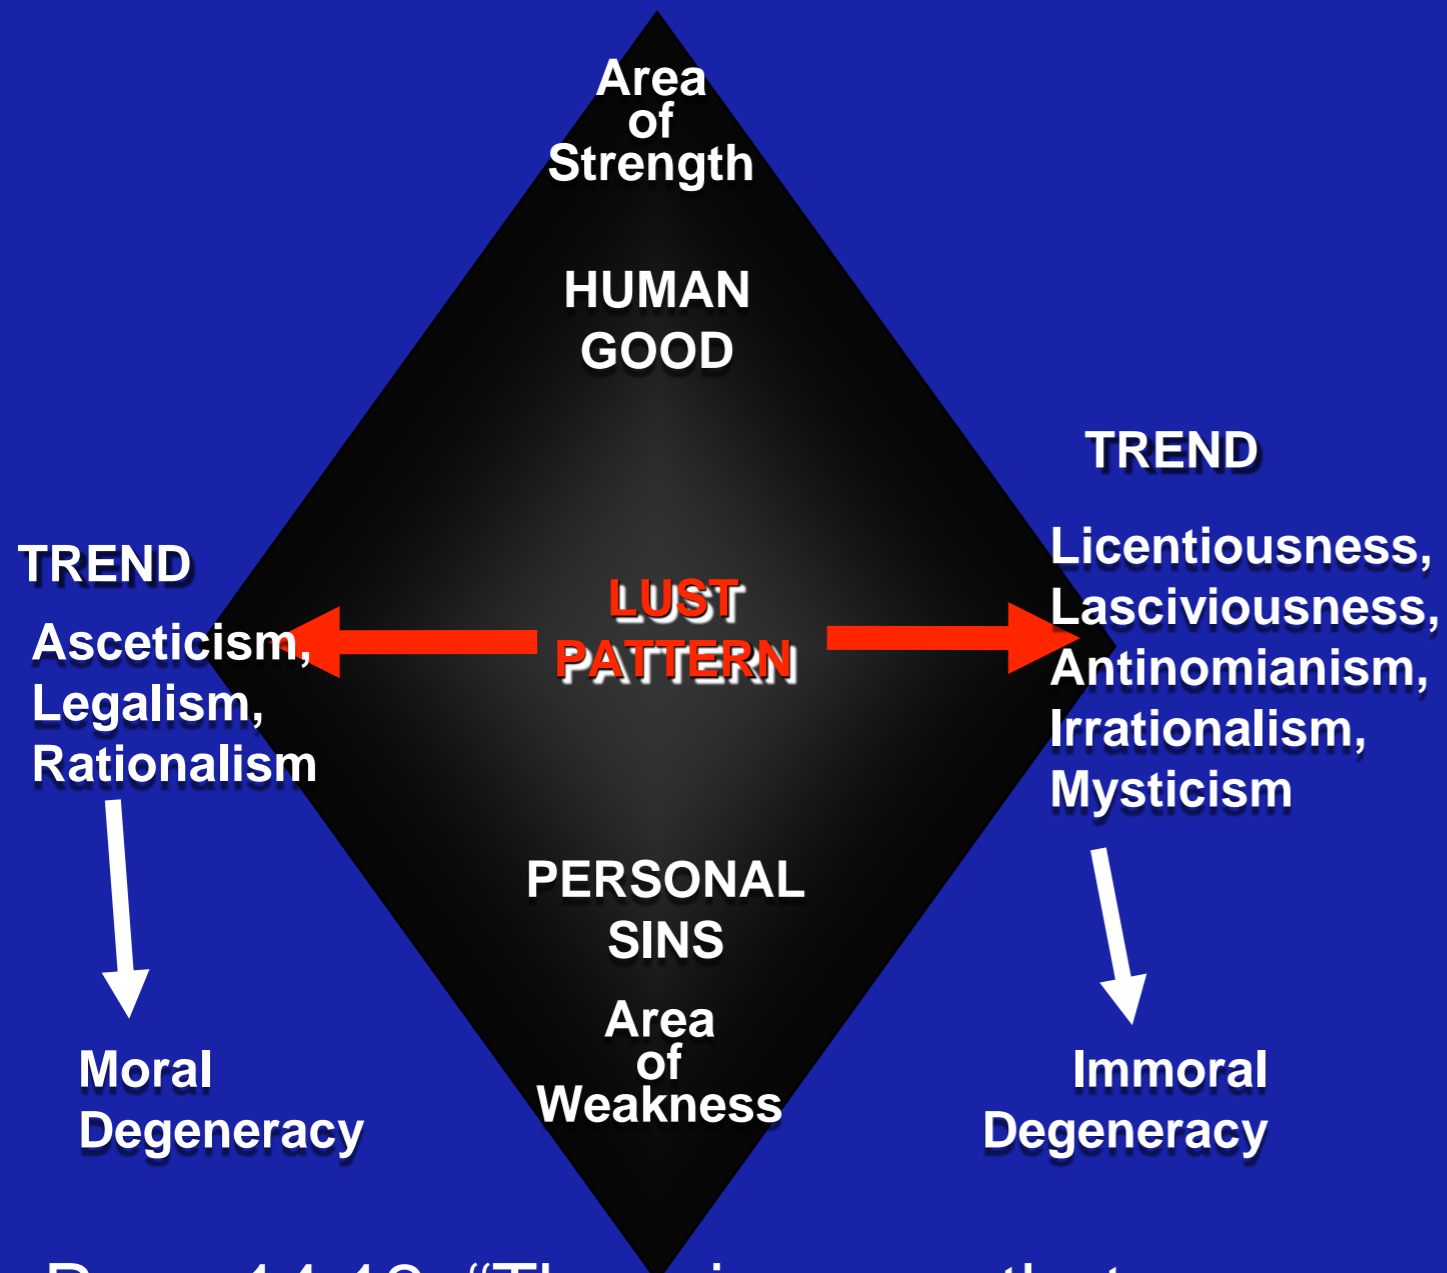 Area
of
Strength
HUMAN
GOOD
TREND
Licentiousness,
Lasciviousness,
Antinomianism,
Irrationalism,
Mysticism
TREND
Asceticism,
Legalism,
Rationalism
LUST
PATTERN
PERSONAL
SINS
Area
of
Weakness
Moral
Degeneracy
Immoral
Degeneracy